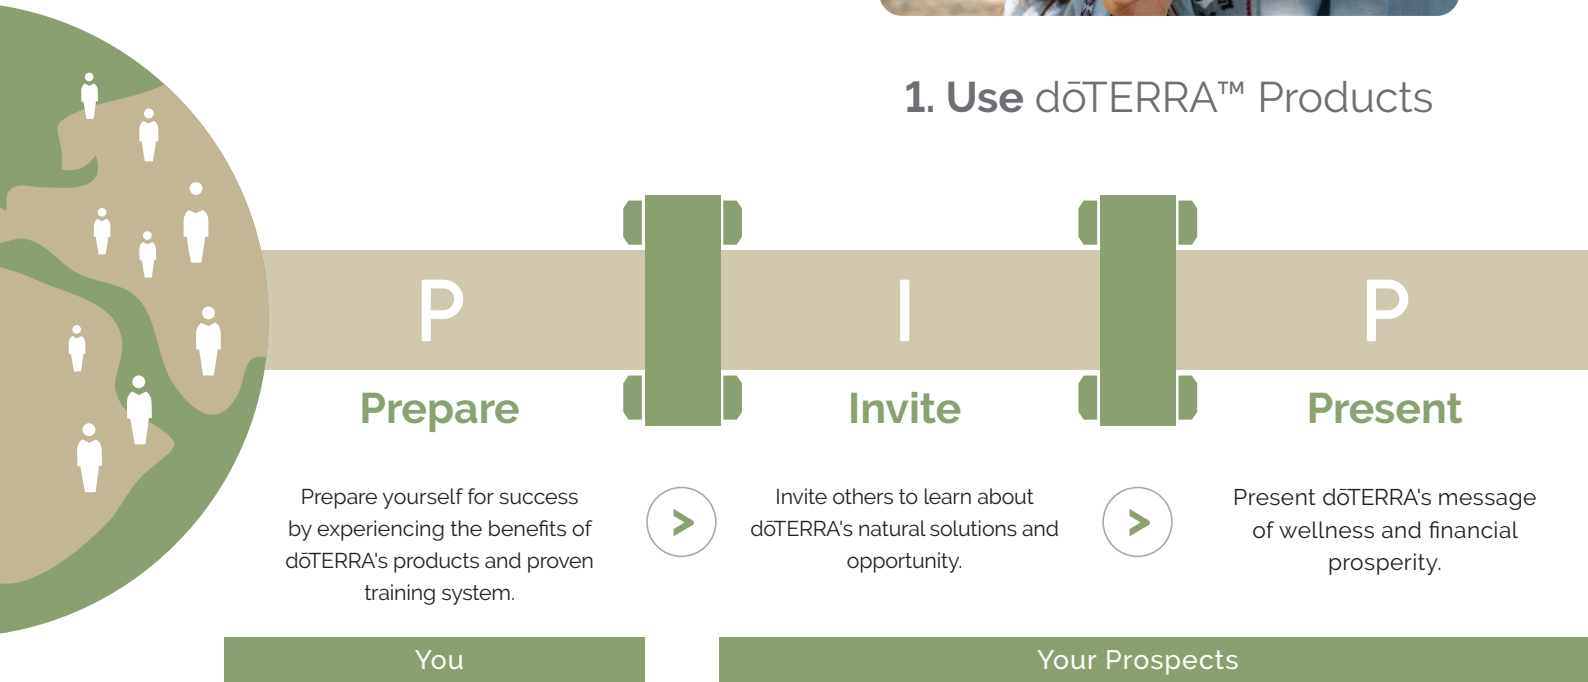 1. Use dōTERRA™ Products
P
I
P
Prepare
Invite
Present
Prepare yourself for success
by experiencing the benefits of
dōTERRA's products and proven
training system.
>
Invite others to learn about
dōTERRA's natural solutions and
opportunity.
>
Present dōTERRA's message
of wellness and financial
prosperity.
You
Your Prospects